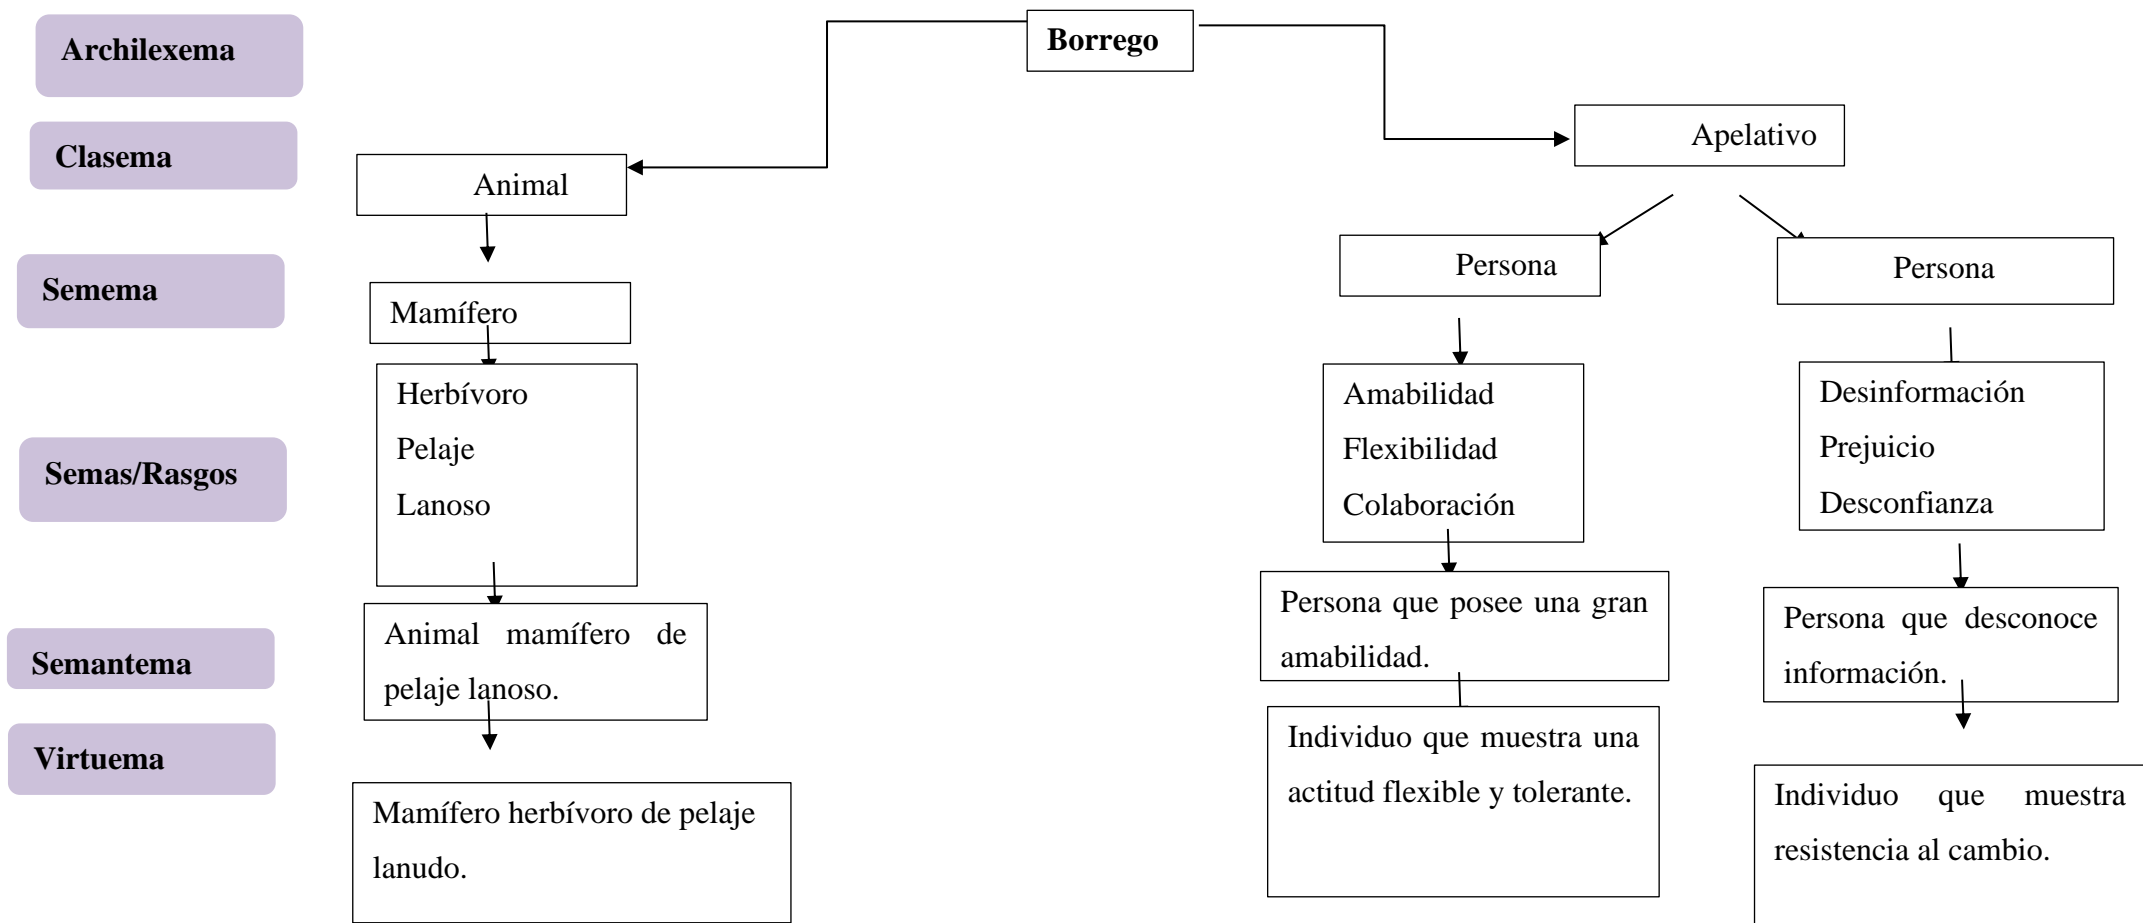 Archilexema
Borrego
Clasema
Animal
Apelativo
Semema
Mamífero
Persona
Persona
Semas/Rasgos
Herbívoro
Pelaje
Lanoso
Amabilidad
Flexibilidad
Colaboración
Desinformación
Prejuicio
Desconfianza
Semantema
Animal mamífero de
pelaje lanoso.
Persona que posee una gran
amabilidad.
Persona que desconoce
información.
Virtuema
Mamífero herbívoro de pelaje
lanudo.
Individuo que muestra una
actitud flexible y tolerante.
Individuo que muestra
resistencia al cambio.